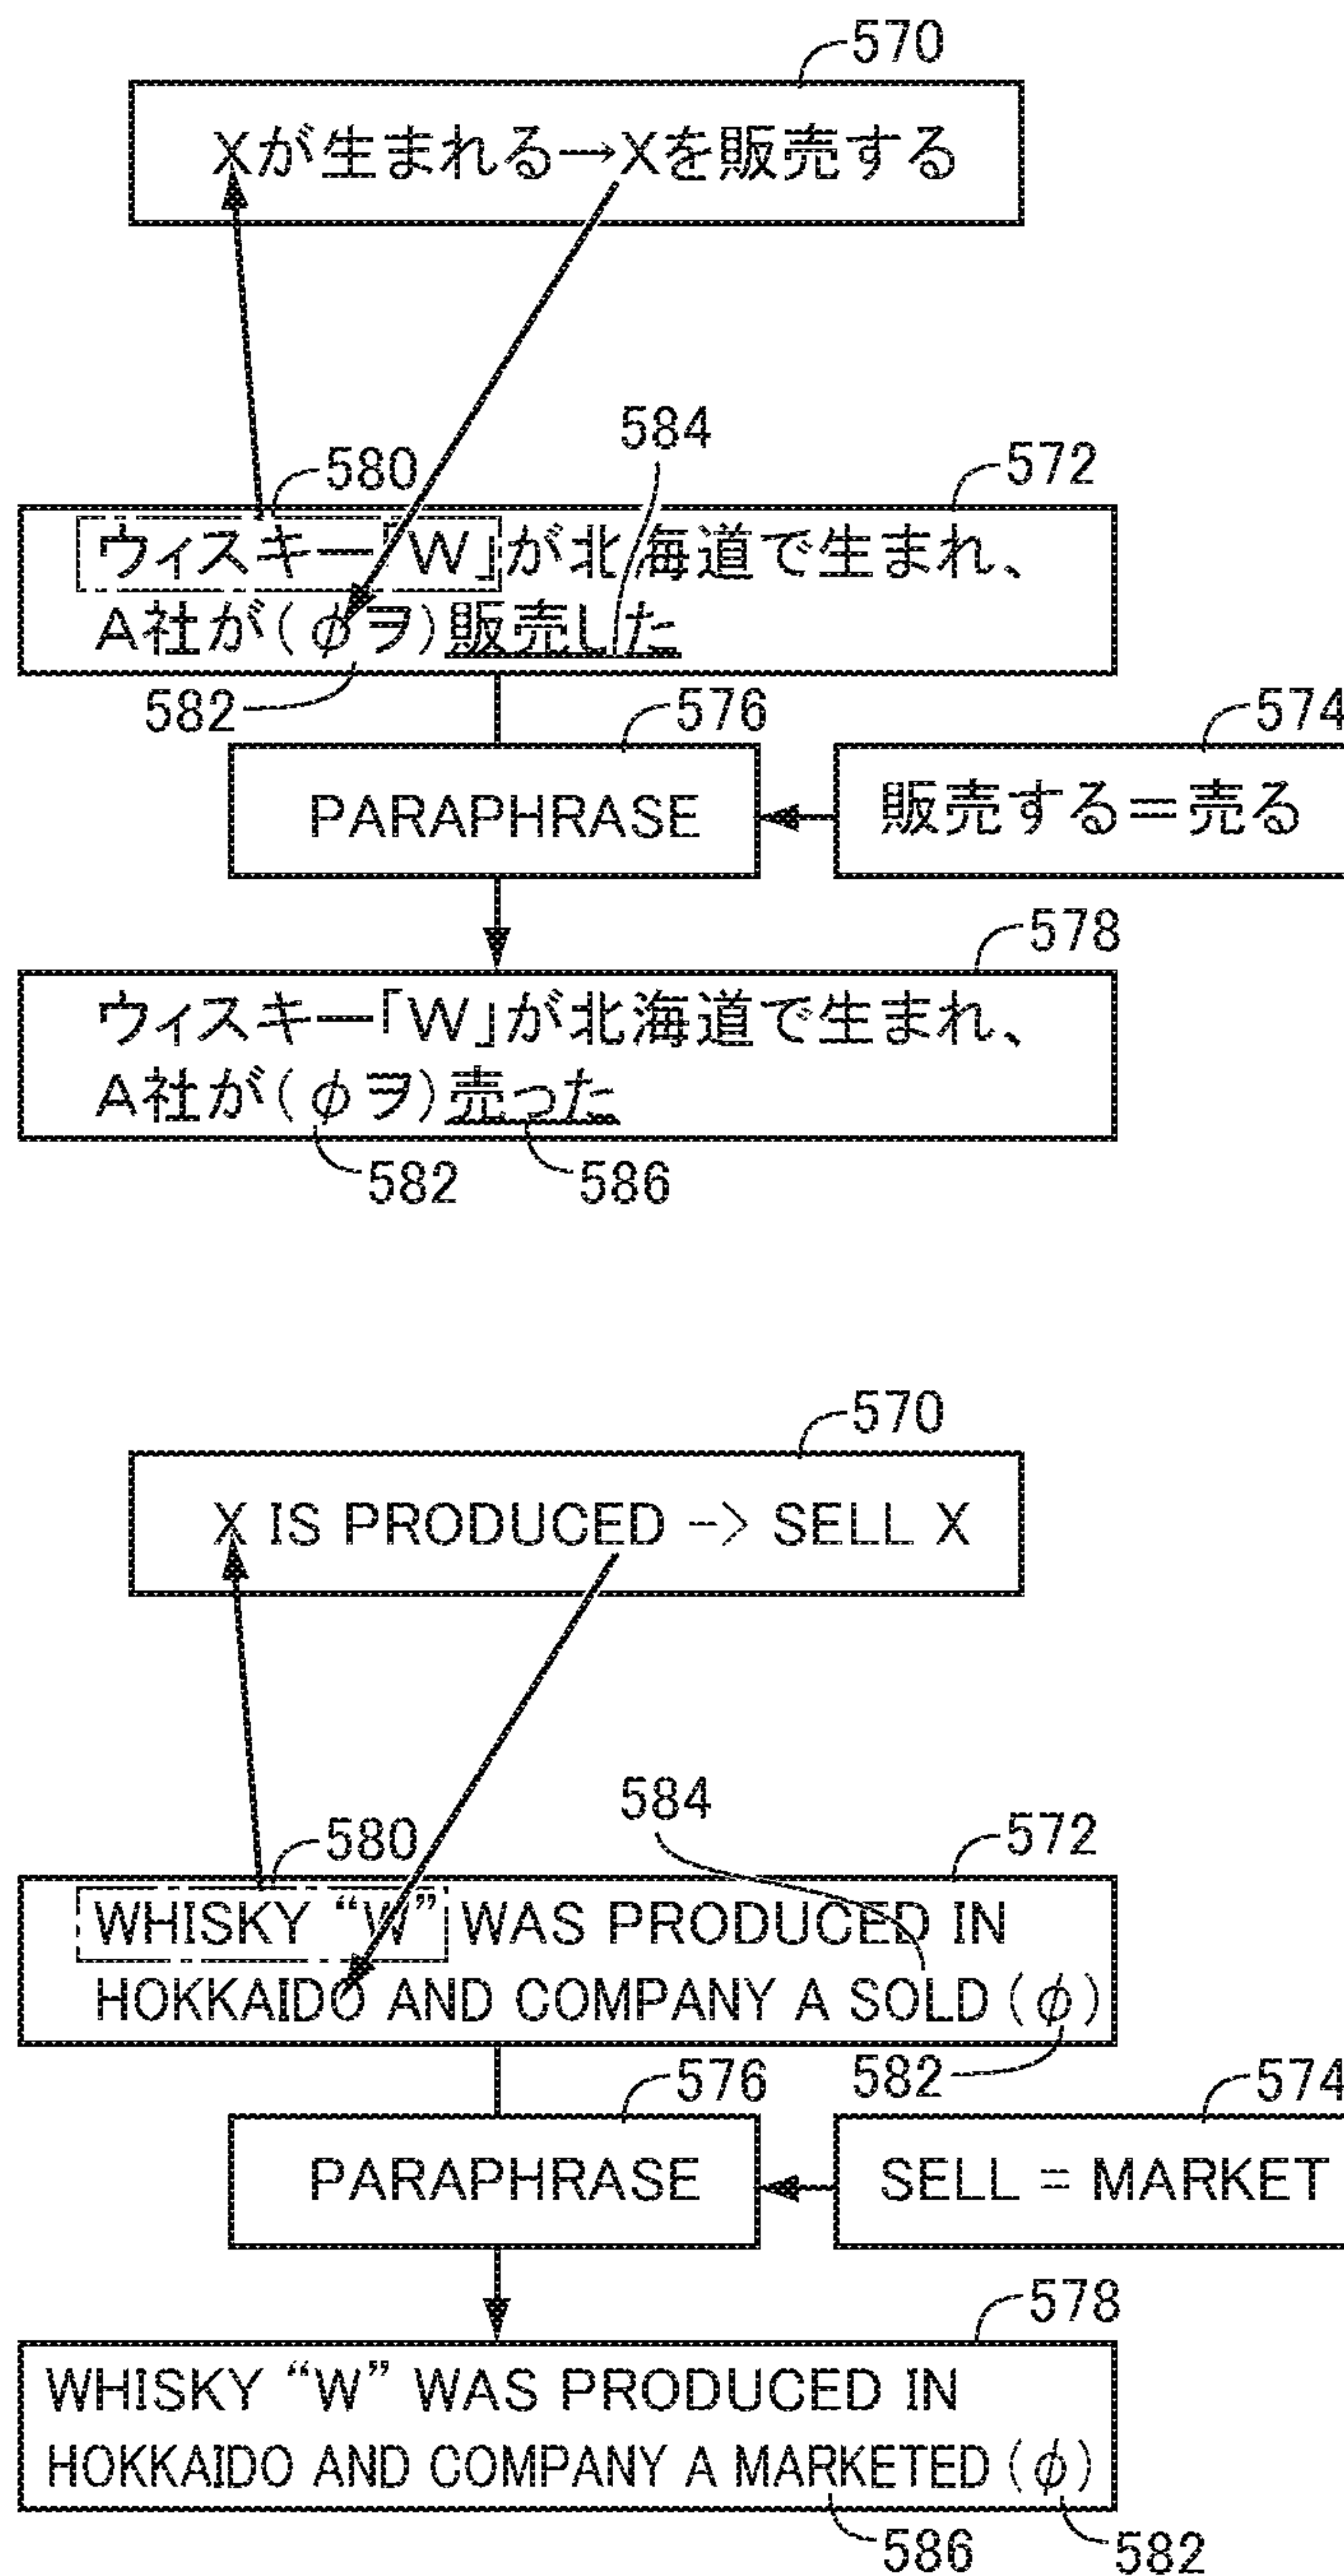 570
Xが生まれる→Xを販売する
584
580
572
ウィスキー「W」が北海道で生まれ、
A社が(φヲ)販売した
582
576
574
PARAPHRASE
販売する=売る
578
ウィスキー「W」が北海道で生まれ、
A社が(φヲ)売った
582
586
570
X IS PRODUCED --> SELL X
584
580
572
WHISKY “W” WAS PRODUCED IN
HOKKAIDO AND COMPANY A SOLD (φ)
576
582
574
PARAPHRASE
SELL = MARKET
578
WHISKY “W” WAS PRODUCED IN
HOKKAIDO AND COMPANY A MARKETED (φ)
586
582